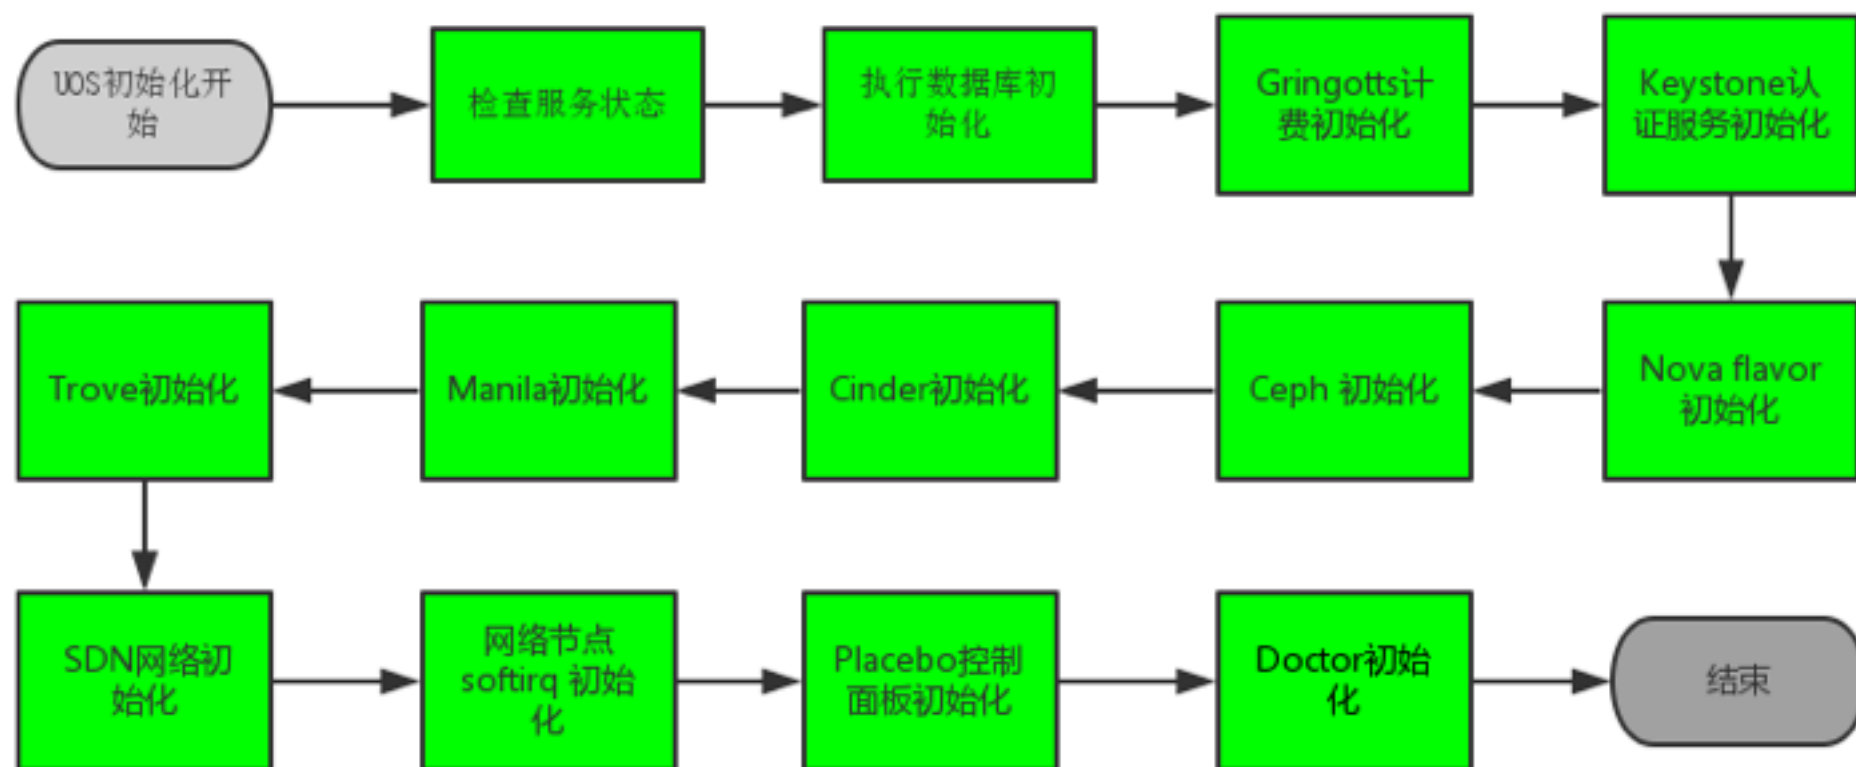 UOS初始化开
始
检查服务状态
执行数据库初
始化
Gringotts计
费初始化
Keystone认
证服务初始化
Trove初始化
Manila初始化
Cinder初始化
Ceph 初始化
Nova flavor
初始化
SDN网络初
始化
网络节点
softirq 初始
化
Placebo控制
面板初始化
Doctor初始
化
结束